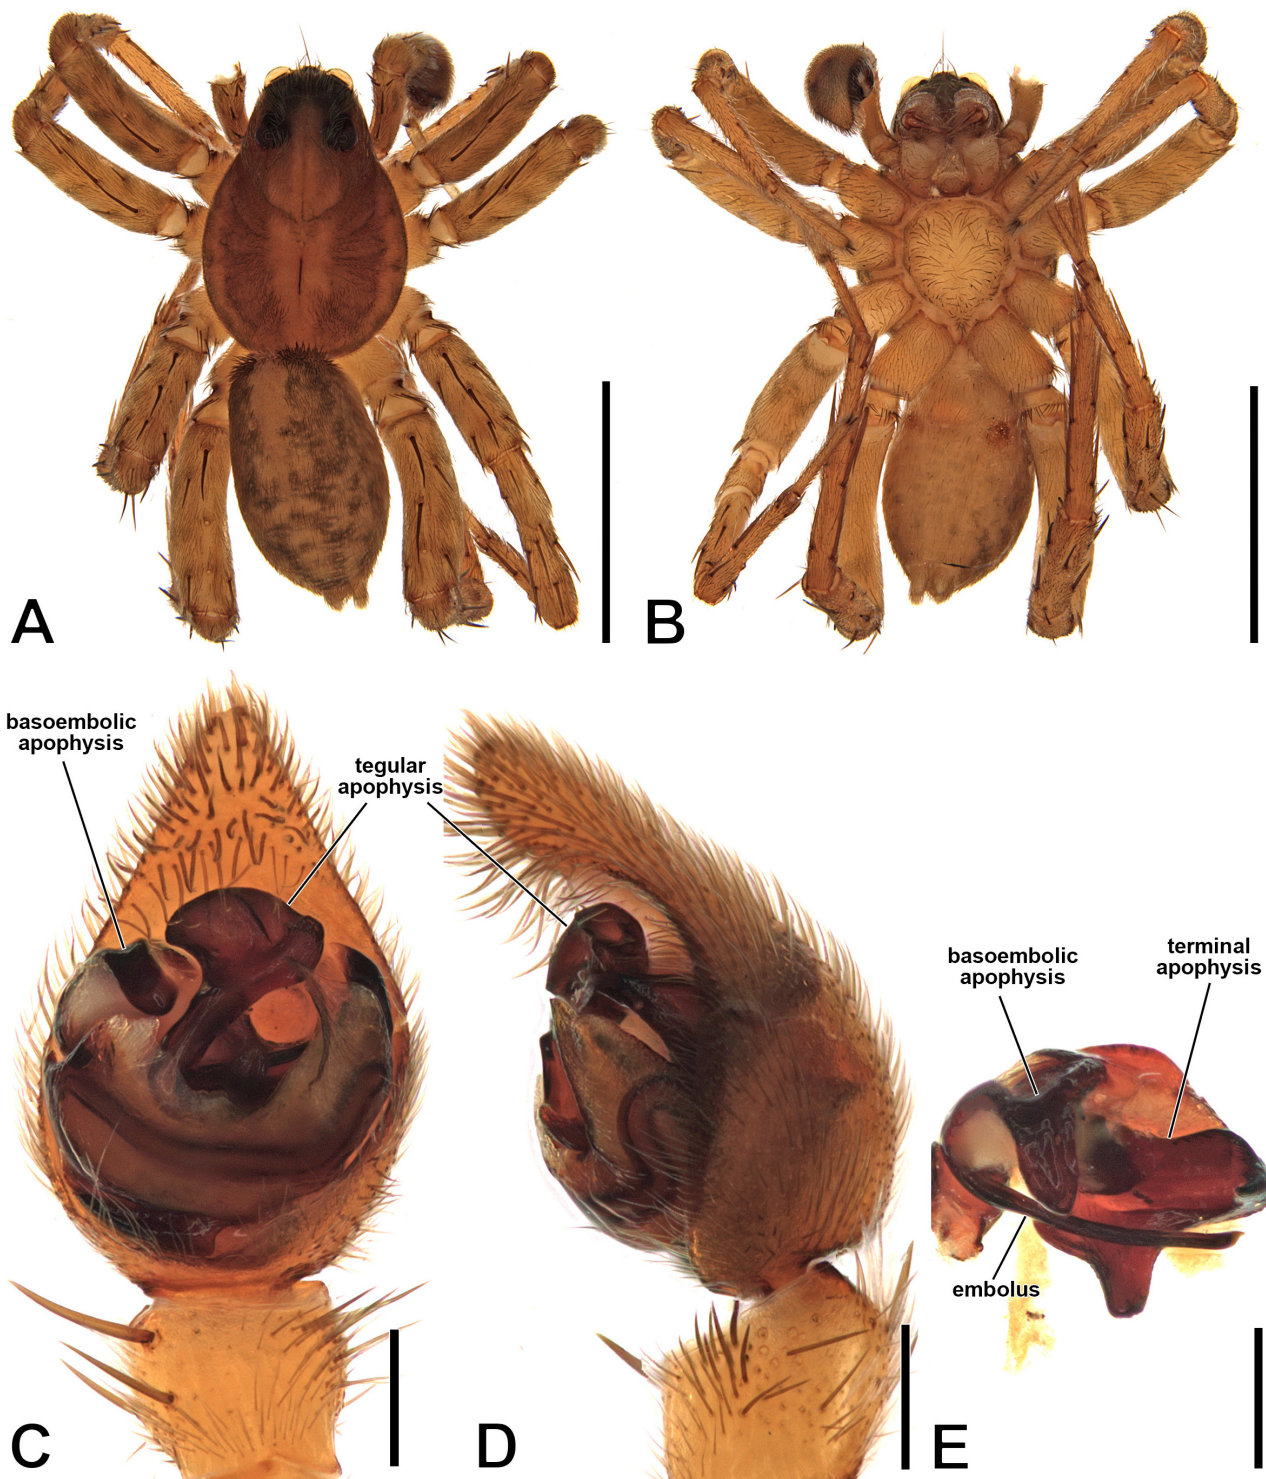 A
B
basoembolic
apophysis
tegular
apophysis
basoembolic
apophysis
terminal
apophysis
embolus
C
D
E